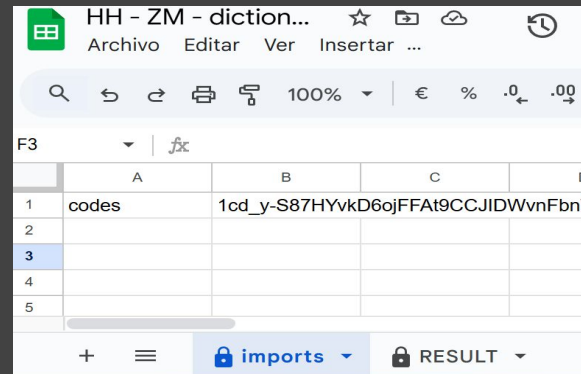 HH - ZM - diction...
Archivo Editar Ver Insertar ...
100% € % .0 .00
F3 fx
A B C
1 codes 1cd_y-S87HYvkD6ojFFAt9CCJIDWvnFbn
2
3
4
5
+ imports RESULT